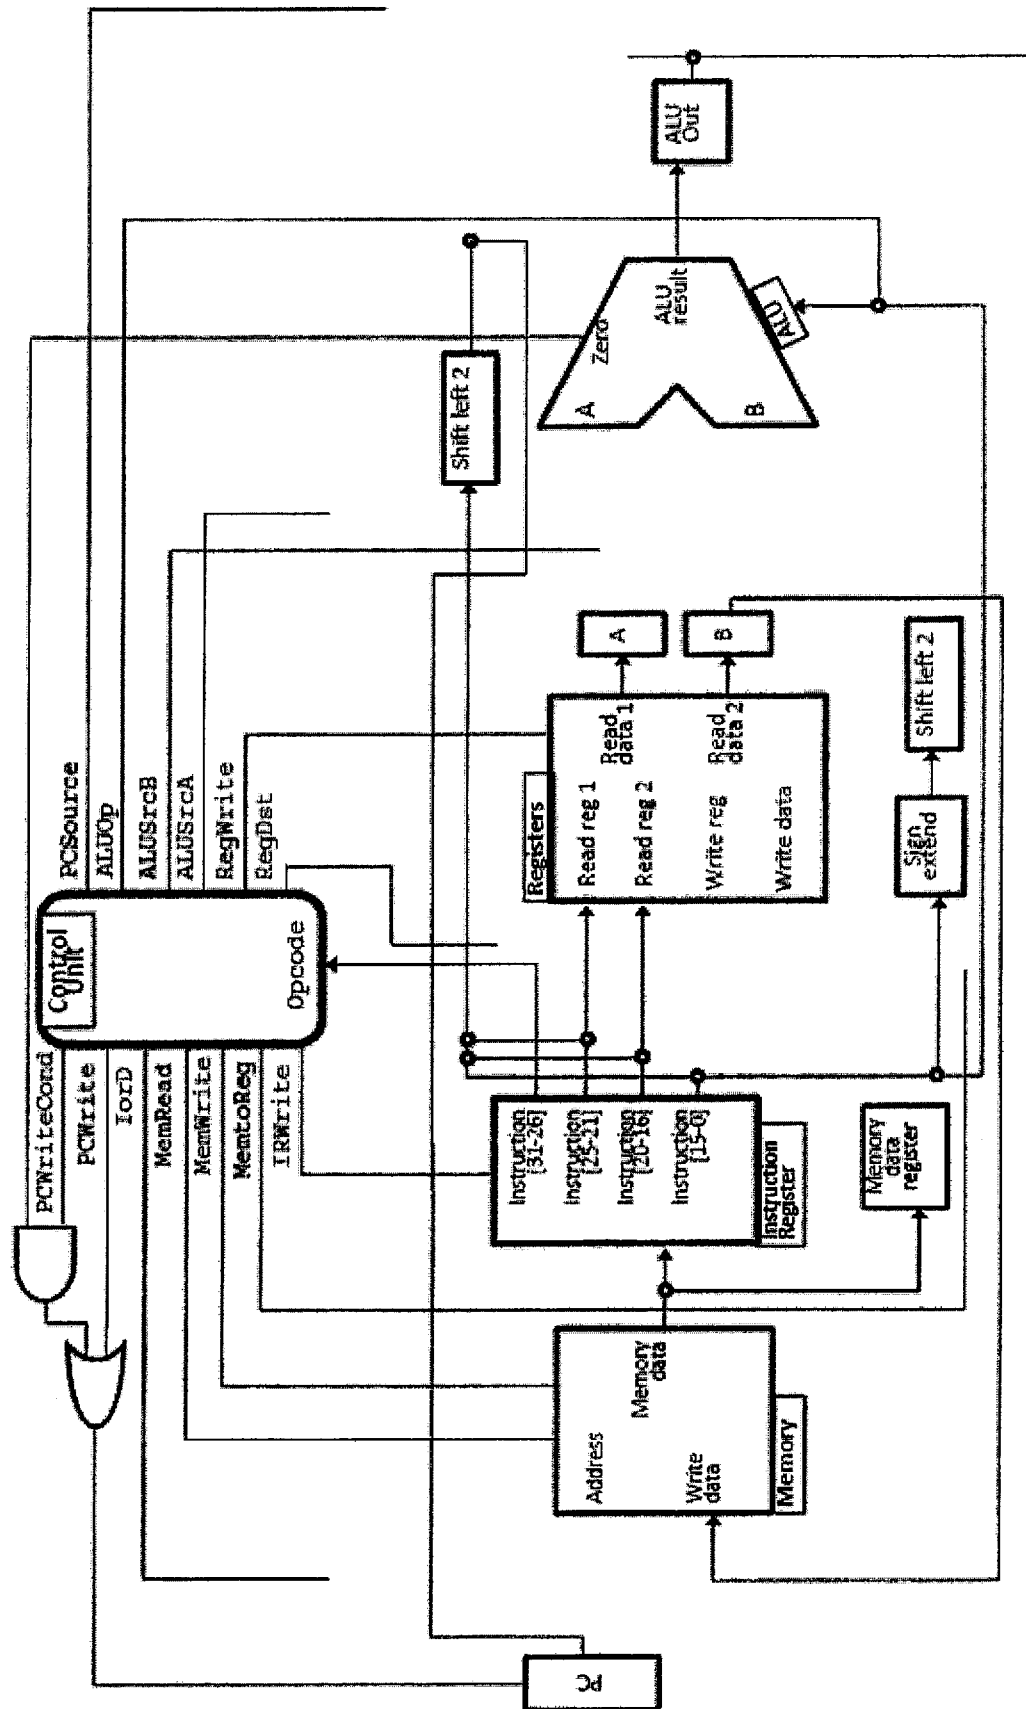 PCWriteCond
PCWrite
IorD
MemRead
MemWrite
MemtoReg
IRWrite
Control
Unit
Opcode
PCSource
ALUOp
ALUSrcB
ALUSrcA
RegWrite
RegDst
PC
Address
Memory
data
Write
data
Memory
Instruction
[31-26]
Instruction
[25-21]
Instruction
[20-16]
Instruction
[15-0]
Instruction
Register
Memory
data
register
Registers
Read reg 1
Read reg 2
Write reg
Write data
Read
data 1
Read
data 2
A
B
Sign
extend
Shift left 2
Shift left 2
A
B
Zero
ALU
result
ALU
ALU
Out